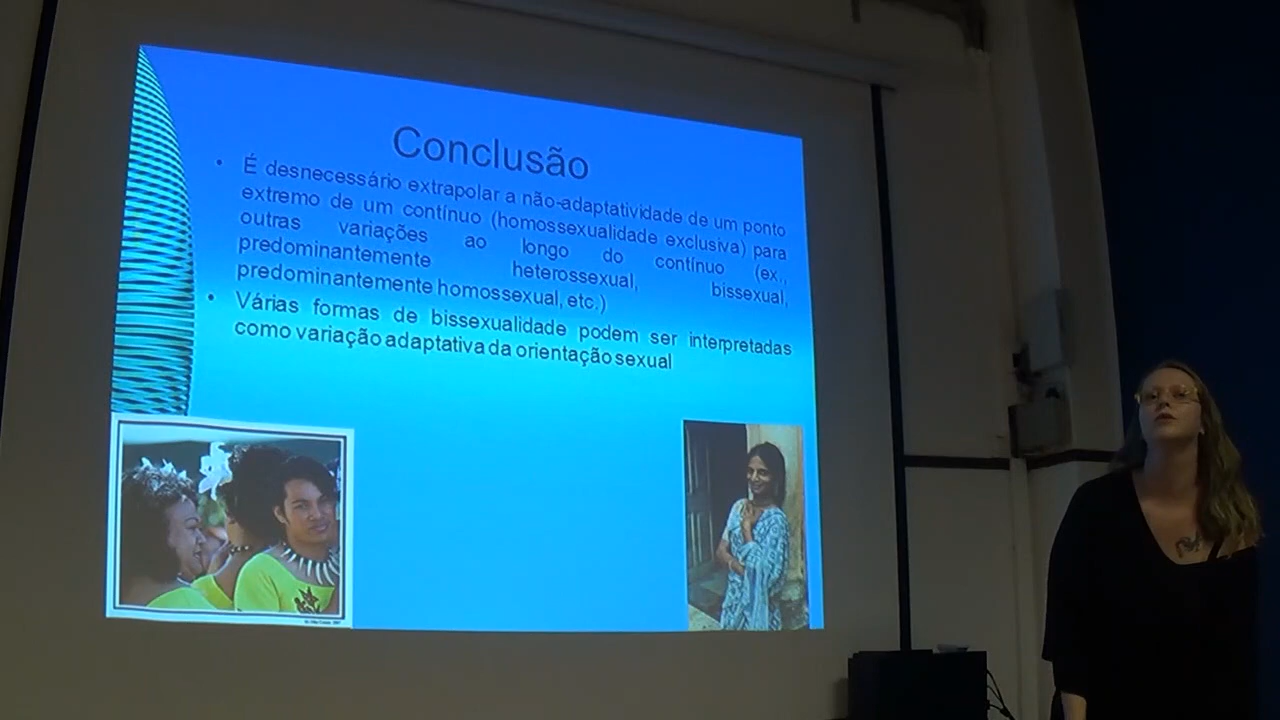 Conclusão
• É desnecessário extrapolar a não-adaptatividade de um ponto
extremo de um contínuo (homossexualidade exclusiva) para
outras variações ao longo do contínuo (ex.,
predominantemente heterossexual, bissexual,
predominantemente homossexual, etc.)
• Várias formas de bissexualidade podem ser interpretadas
como variação adaptativa da orientação sexual